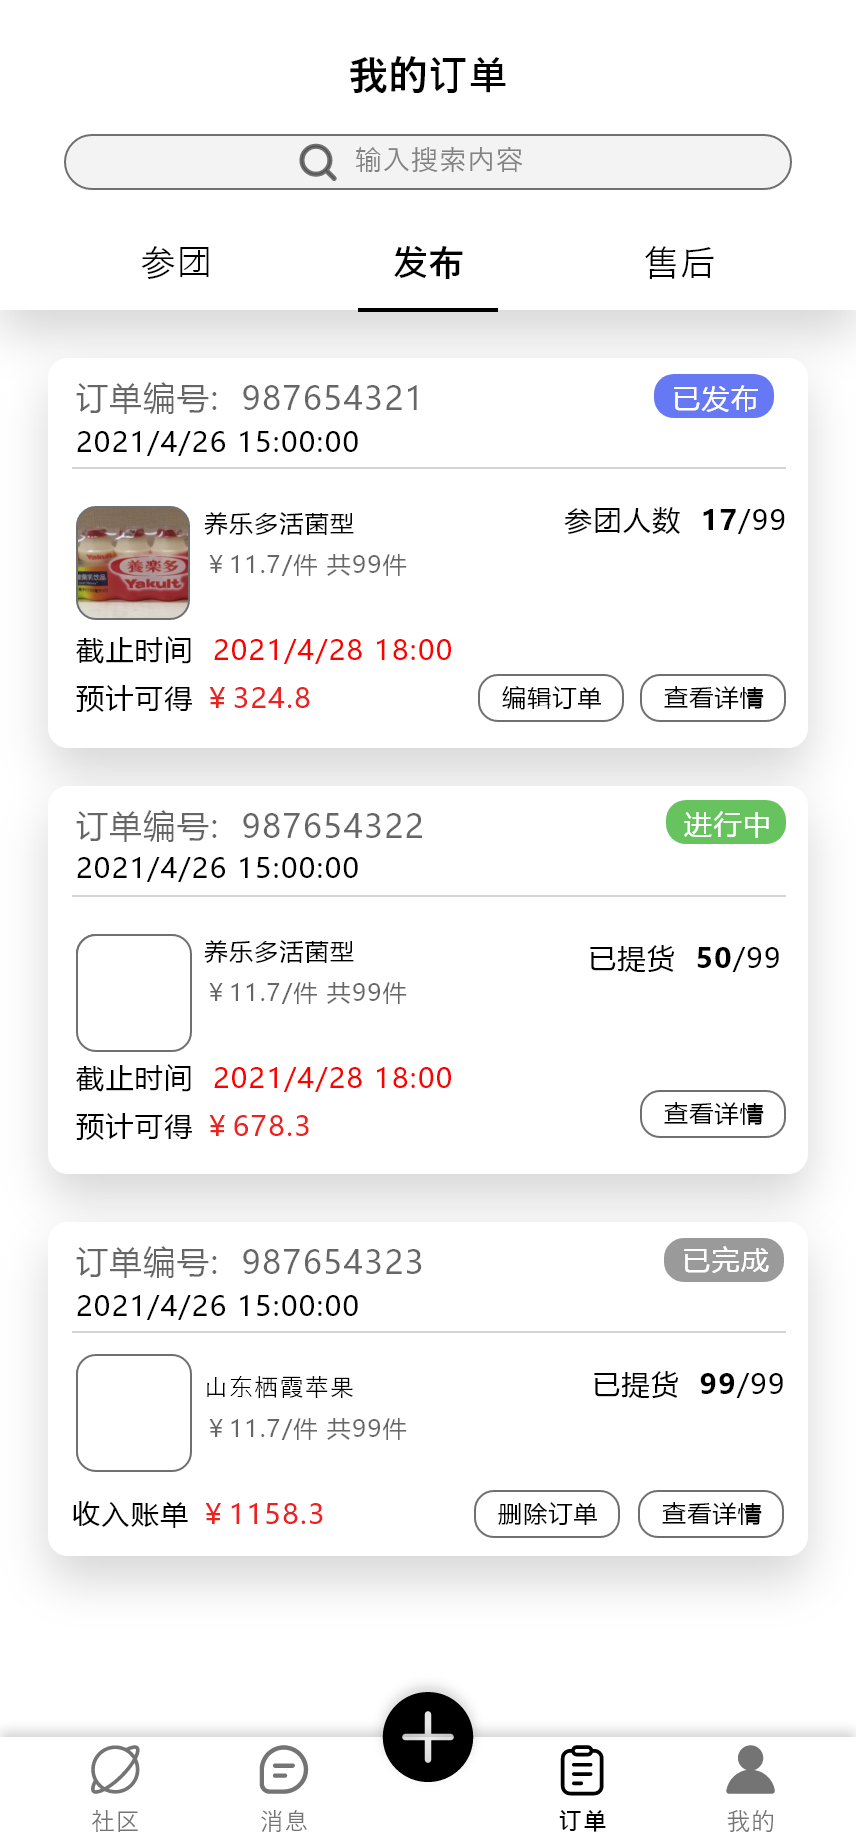 我的订单
输入搜索内容
参团 发布 售后
订单编号: 987654321 已发布
2021/4/26 15:00:00
养乐多活菌型 参团人数 17/99
￥11.7/件 共99件
養楽多
Yakult
截止时间 2021/4/28 18:00
预计可得 ￥324.8 编辑订单 查看详情
订单编号: 987654322 进行中
2021/4/26 15:00:00
养乐多活菌型 已提货 50/99
￥11.7/件 共99件
截止时间 2021/4/28 18:00
预计可得 ￥678.3 查看详情
订单编号: 987654323 已完成
2021/4/26 15:00:00
山东栖霞苹果 已提货 99/99
￥11.7/件 共99件
收入账单 ￥1158.3 删除订单 查看详情
社区 消息 订单 我的